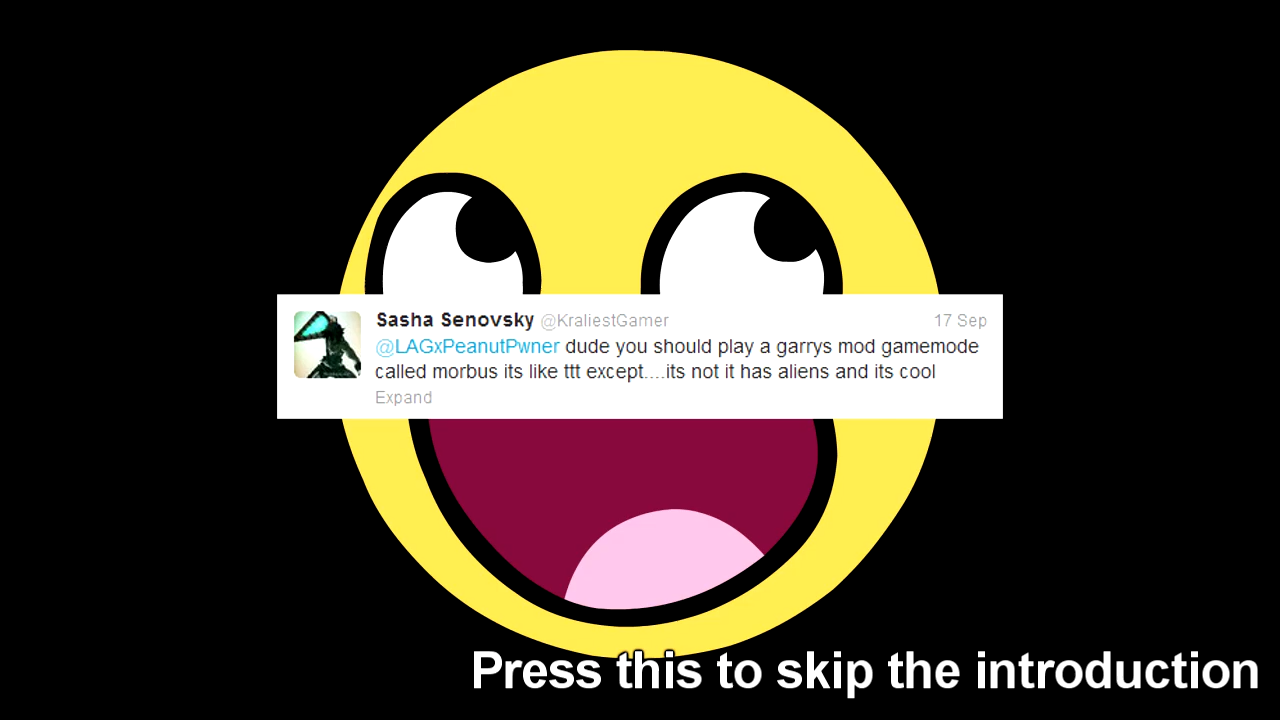 Sasha Senovsky @KraliestGamer 17 Sep
@LAGxPeanutPwner dude you should play a garrys mod gamemode
called morbus its like ttt except....its not it has aliens and its cool
Expand
Press this to skip the introduction